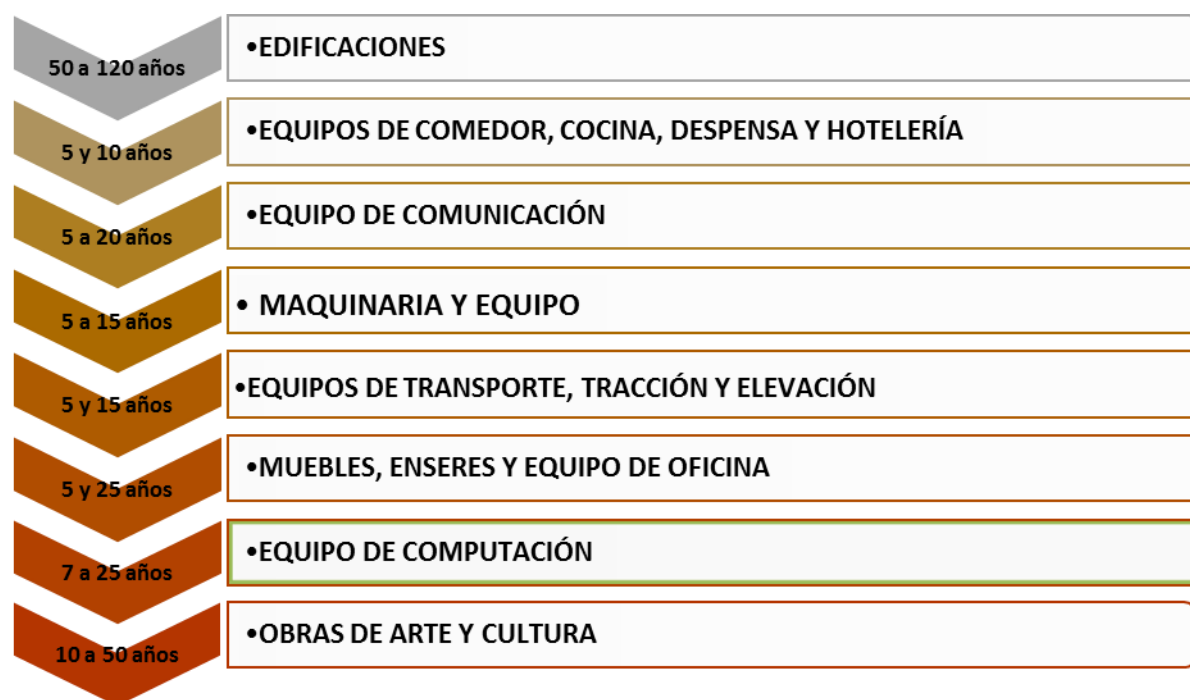 50 a 120 años
•EDIFICACIONES
5 y 10 años
•EQUIPOS DE COMEDOR, COCINA, DESPENSA Y HOTELERÍA
5 a 20 años
•EQUIPO DE COMUNICACIÓN
5 a 15 años
• MAQUINARIA Y EQUIPO
5 y 15 años
•EQUIPOS DE TRANSPORTE, TRACCIÓN Y ELEVACIÓN
5 y 25 años
•MUEBLES, ENSERES Y EQUIPO DE OFICINA
7 a 25 años
•EQUIPO DE COMPUTACIÓN
10 a 50 años
•OBRAS DE ARTE Y CULTURA